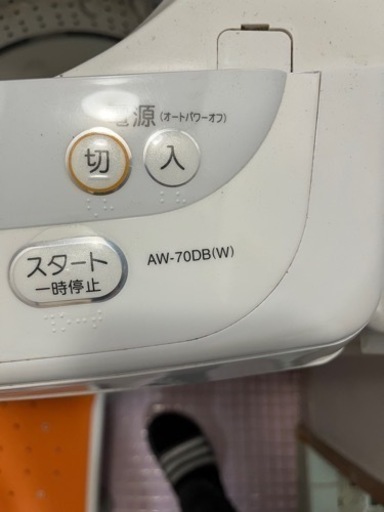 電源(オートパワーオフ)
切 入
スタート
一時停止
AW-70DB(W)